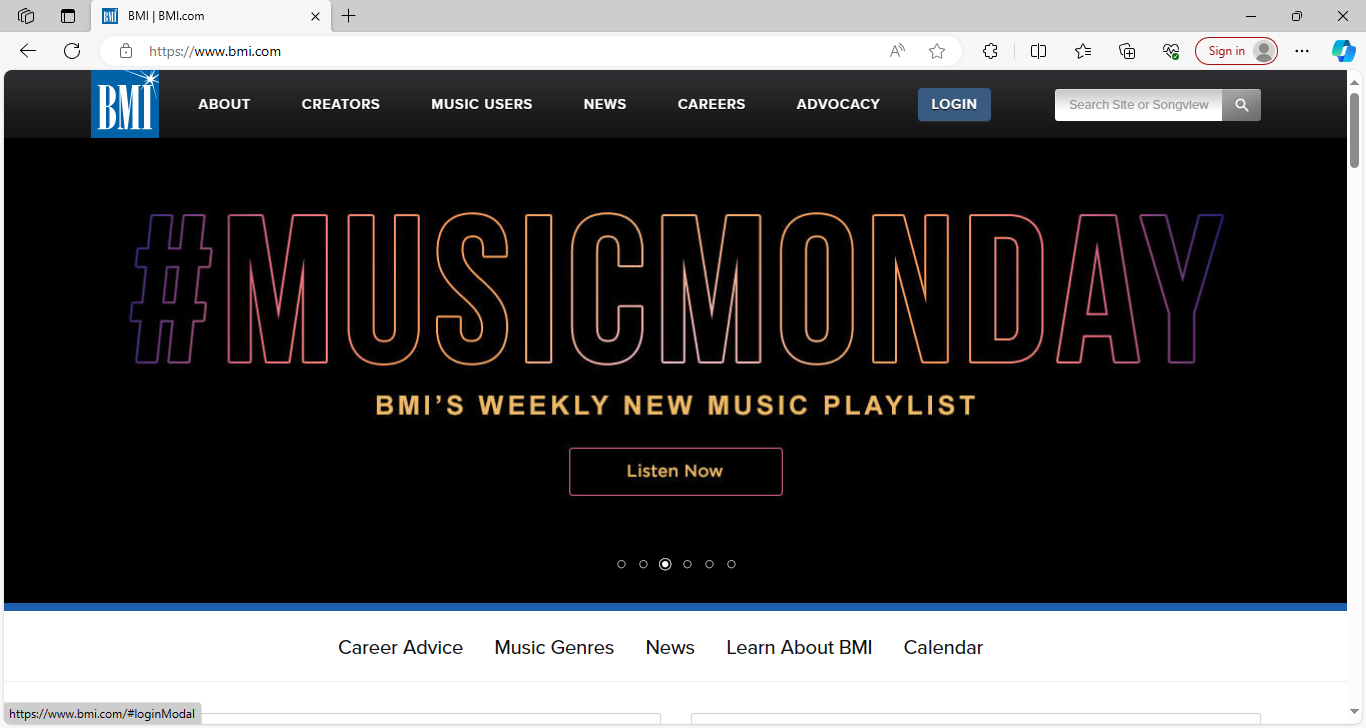 BMI | BMI.com
https://www.bmi.com
Sign in
BMI
ABOUT
CREATORS
MUSIC USERS
NEWS
CAREERS
ADVOCACY
LOGIN
Search Site or Songview
#MUSICMONDAY
BMI'S WEEKLY NEW MUSIC PLAYLIST
Listen Now
Career Advice
Music Genres
News
Learn About BMI
Calendar
https://www.bmi.com/#loginModal